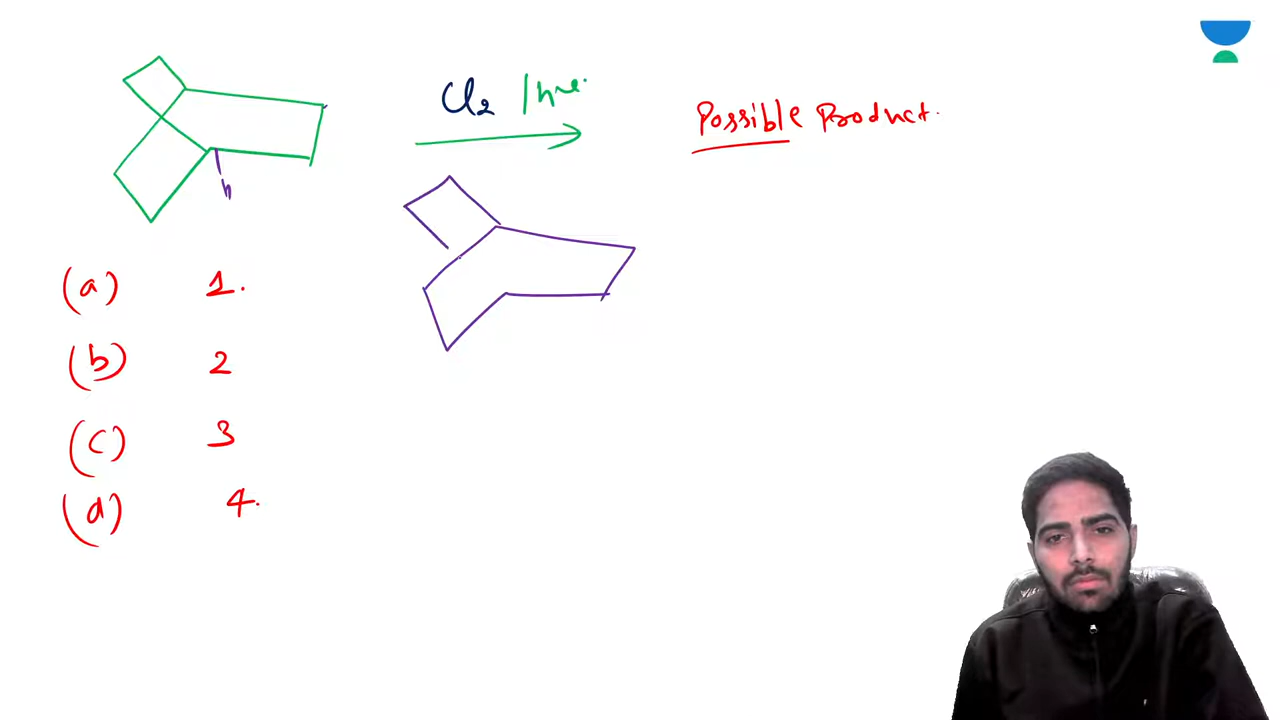 Cl₂ /hν.
Possible Product.
h
(a) 1.
(b) 2
(c) 3
(d) 4.